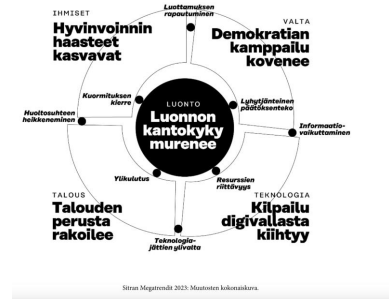 Luottamuksen
rapautuminen
IHMISET
Hyvinvoinnin
haasteet
kasvavat
VALTA
Demokratian
kamppailu
kovenee
Kuormituksen
kierre
Lyhytjänteinen
päätöksenteko
Huoltosuhteen
heikkeneminen
LUONTO
Luonnon
kantokyky
murenee
Informaatio-
vaikuttaminen
Ylikulutus
Resurssien
riittävyys
TALOUS
Talouden
perusta
rakoilee
TEKNOLOGIA
Kilpailu
digivallasta
kiihtyy
Teknologia-
jättien ylivalta
Sitran Megatrendit 2023: Muutosten kokonaiskuva.